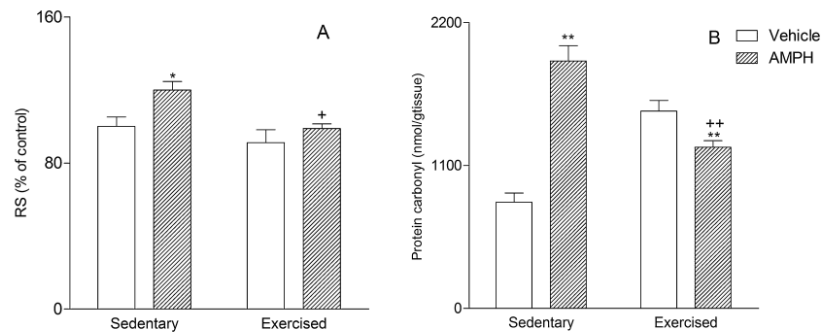 160
A
*
+
80
0
RS (% of control)
Sedentary
Exercised
2200
B
Vehicle
AMPH
**
++
**
1100
0
Protein carbonyl (nmol/gtissue)
Sedentary
Exercised